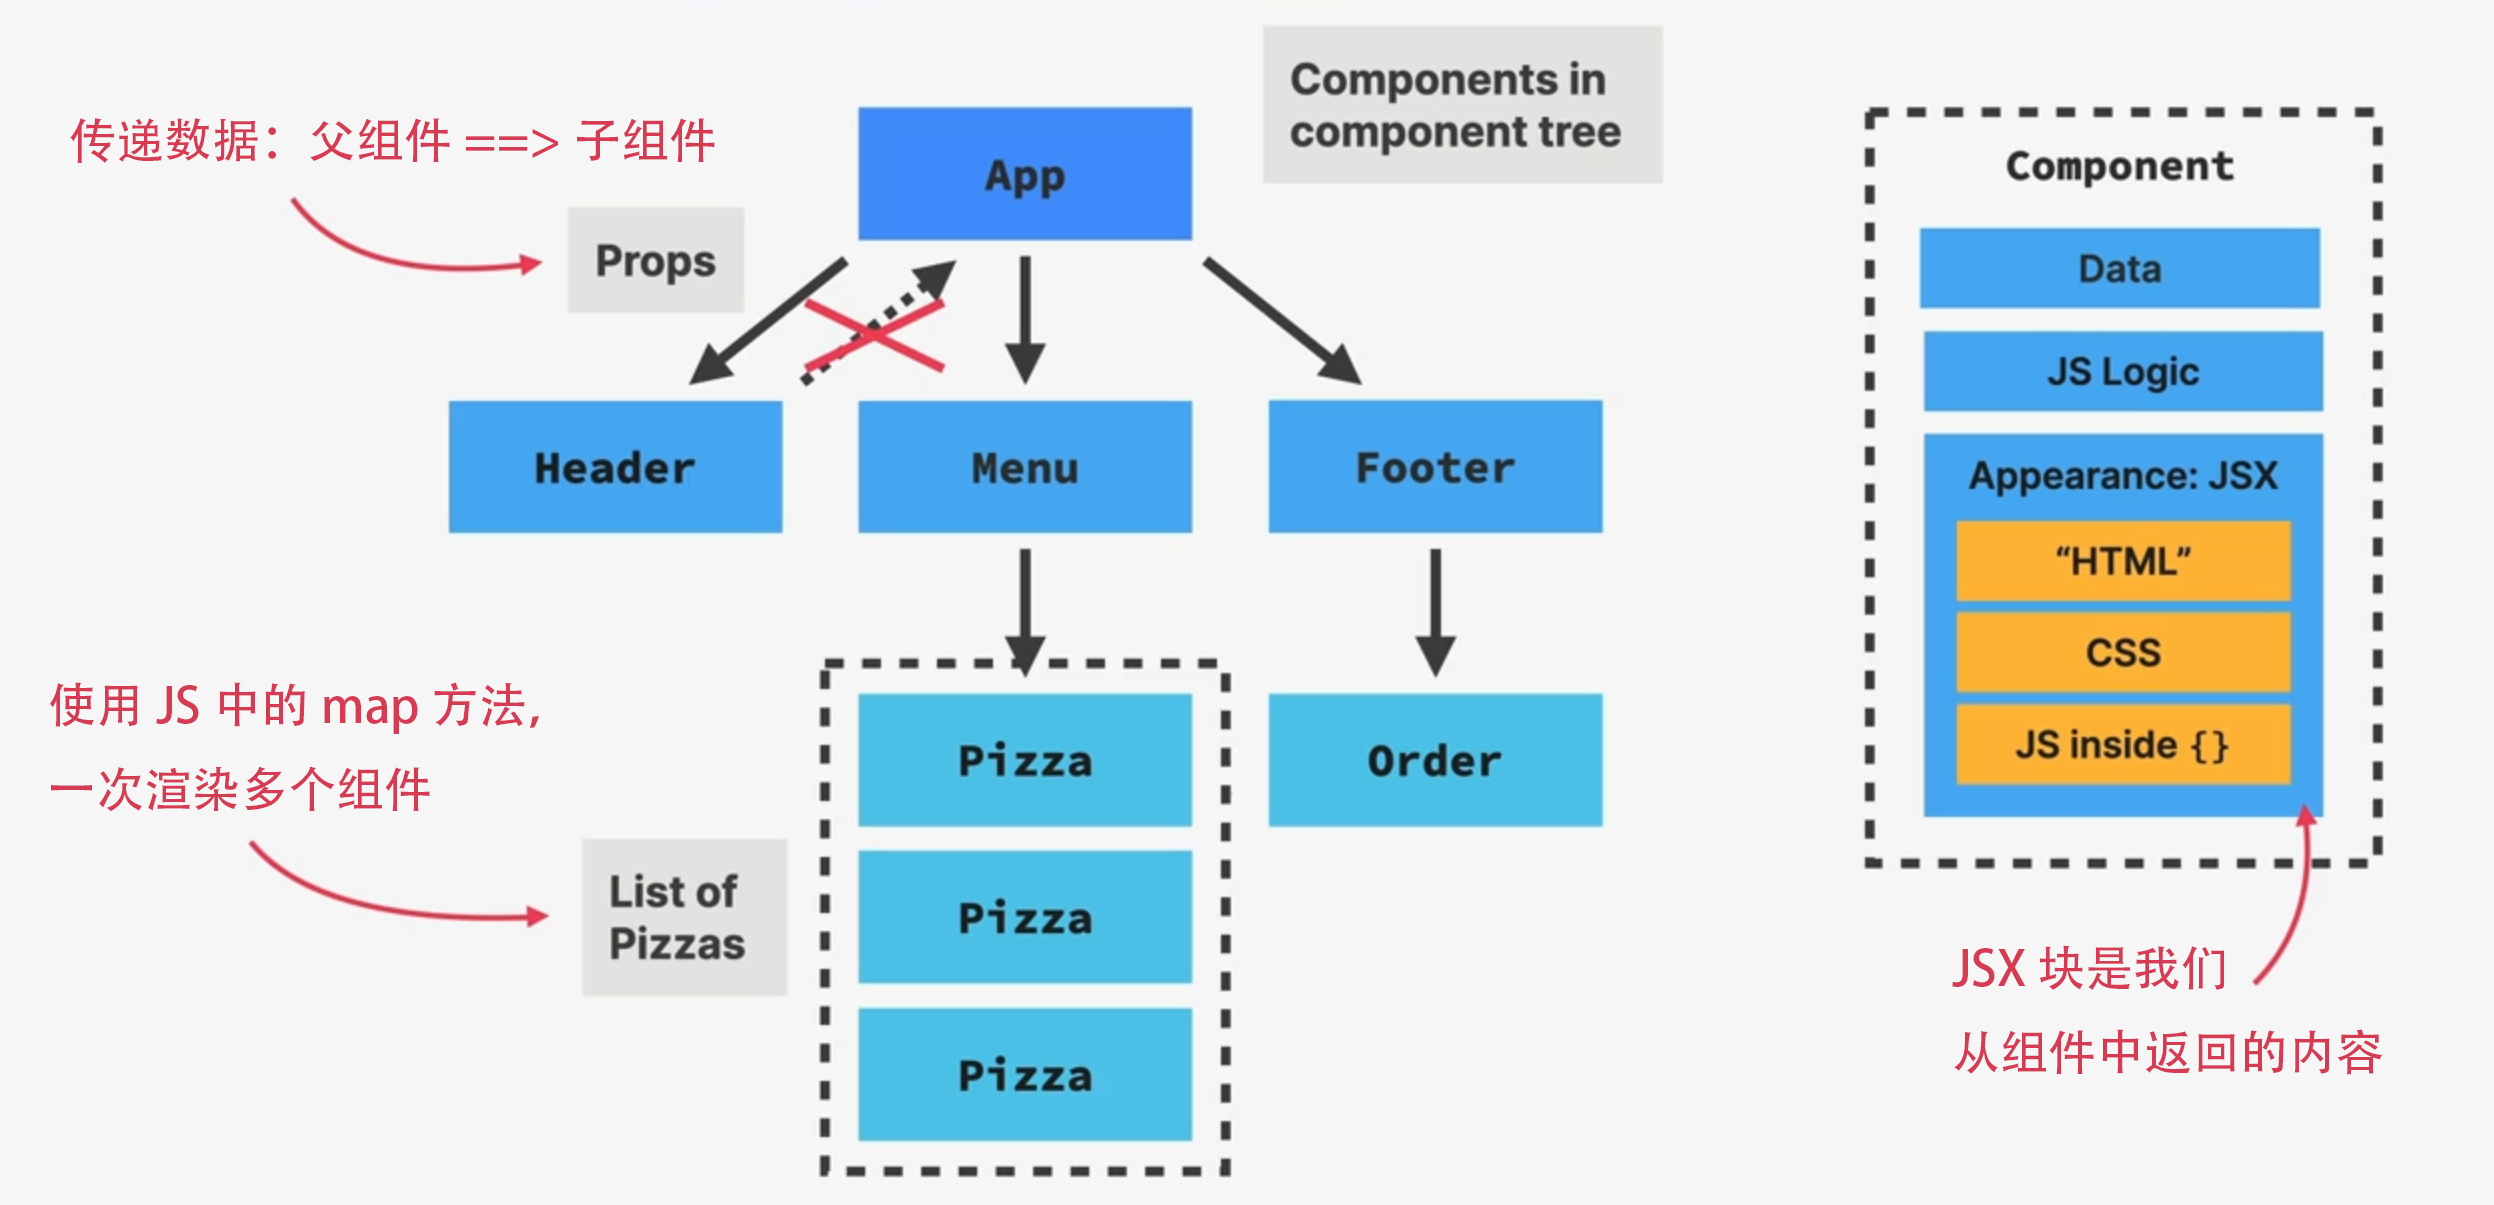 Components in
component tree
传递数据：父组件 ==> 子组件
App
Props
Header
Menu
Footer
使用 JS 中的 map 方法,
一次渲染多个组件
List of
Pizzas
Pizza
Pizza
Pizza
Order
Component
Data
JS Logic
Appearance: JSX
“HTML”
CSS
JS inside {}
JSX 块是我们
从组件中返回的内容